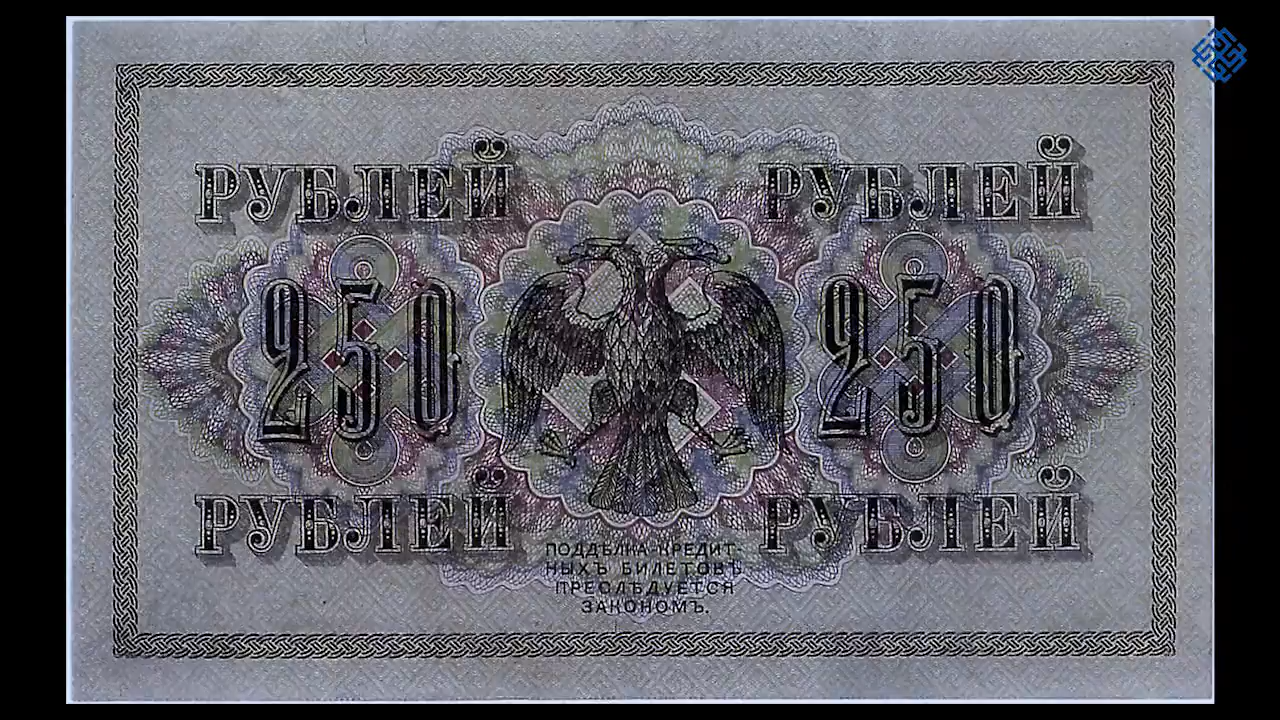 РУБЛЕЙ РУБЛЕЙ
250 250
РУБЛЕЙ РУБЛЕЙ
ПОДДѢЛКА КРЕДИТ-
НЫХЪ БИЛЕТОВЪ
ПРЕСЛѢДУЕТСЯ
ЗАКОНОМЪ.